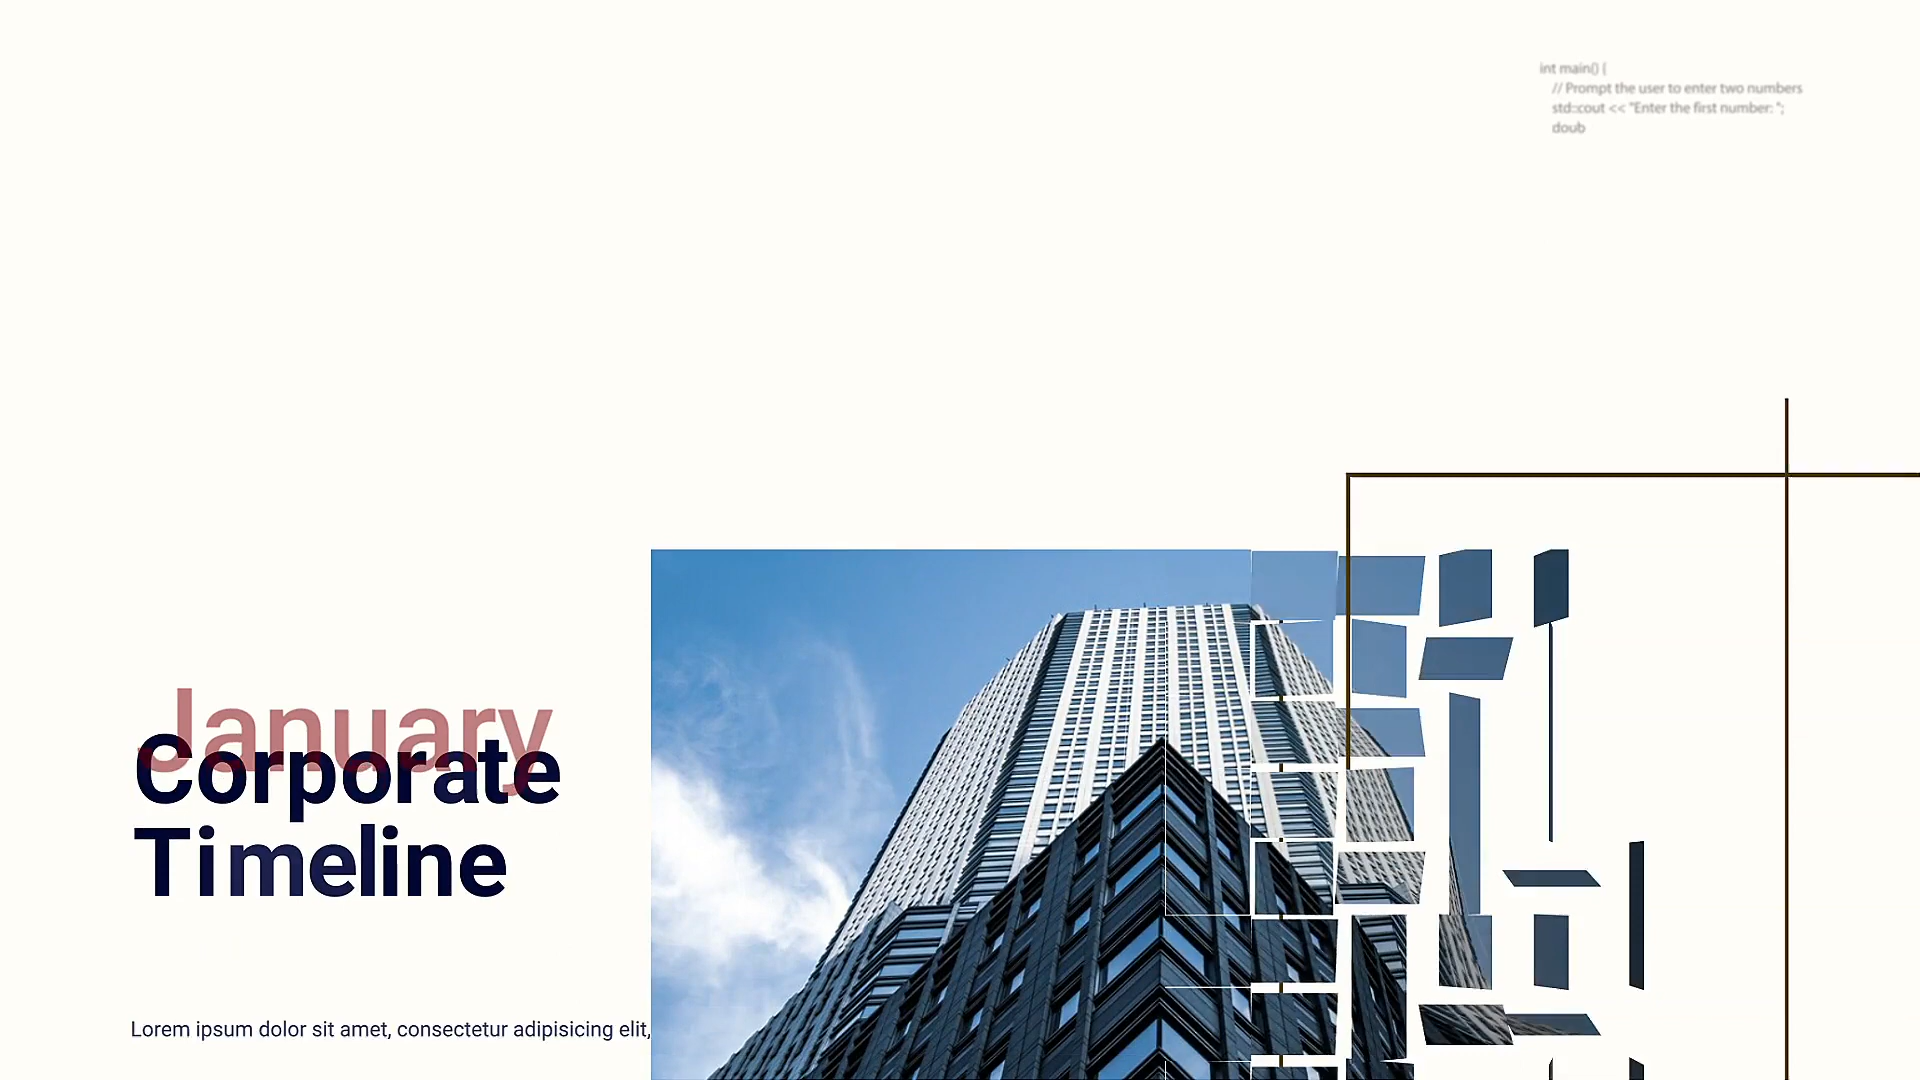 int main() {
// Prompt the user to enter two numbers
std::cout << "Enter the first number: ";
doub
January
Corporate
Timeline
Lorem ipsum dolor sit amet, consectetur adipisicing elit,